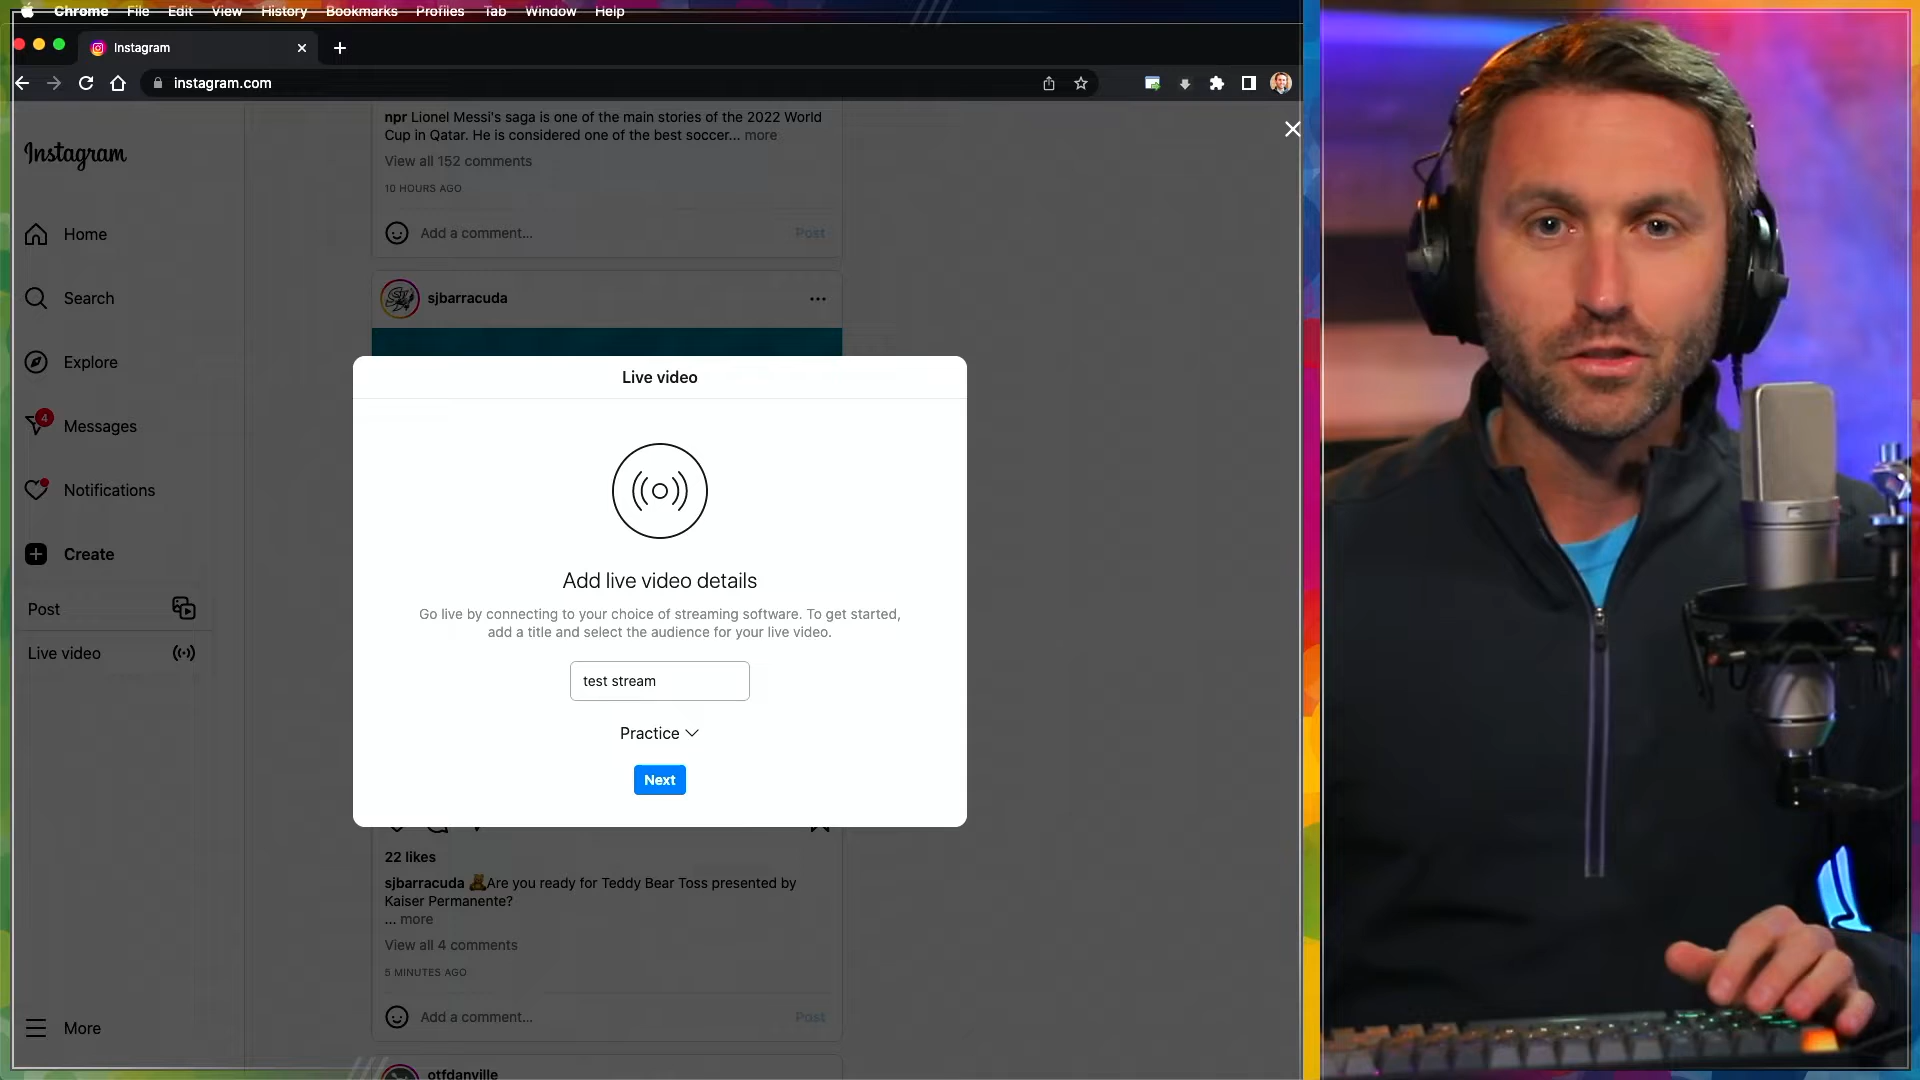 Chrome File Edit View History Bookmarks Profiles Tab Window Help
Instagram
instagram.com
Instagram
Home
Search
Explore
4
Messages
Notifications
Create
Post
Live video
More
npr Lionel Messi's saga is one of the main stories of the 2022 World
Cup in Qatar. He is considered one of the best soccer... more
View all 152 comments
10 HOURS AGO
Add a comment... Post
sjbarracuda
Live video
Add live video details
Go live by connecting to your choice of streaming software. To get started,
add a title and select the audience for your live video.
test stream
Practice
Next
22 likes
sjbarracuda 🧸Are you ready for Teddy Bear Toss presented by
Kaiser Permanente?
... more
View all 4 comments
5 MINUTES AGO
Add a comment... Post
otfdanville